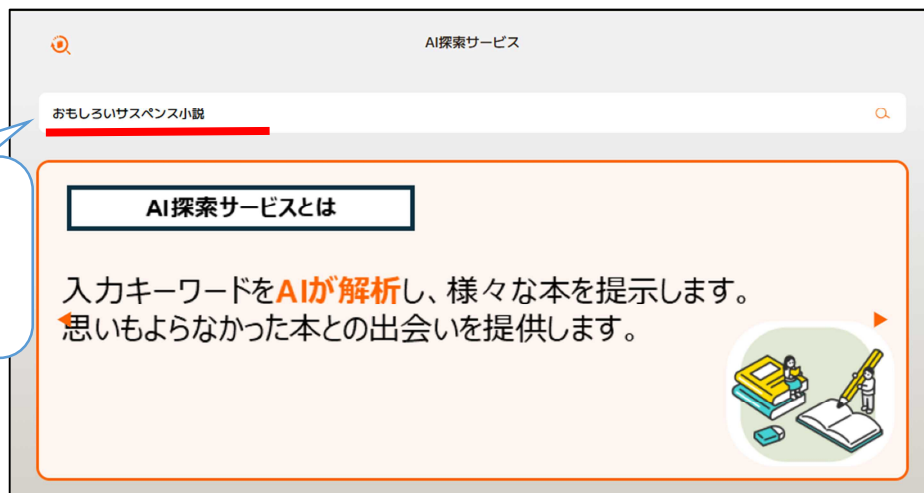 AI探索サービス
おもしろいサスペンス小説
AI探索サービスとは
入力キーワードをAIが解析し、様々な本を提示します。
思いもよらなかった本との出会いを提供します。